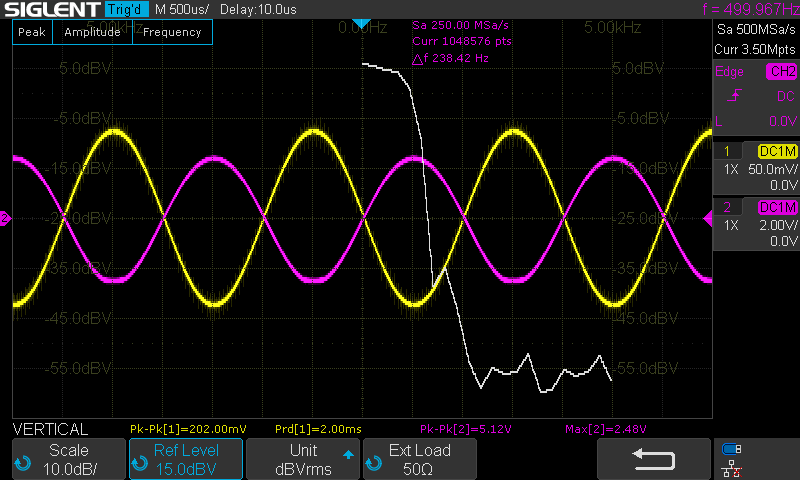 SIGLENT Trig'd M 500us/ Delay:10.0us f = 499.967Hz
Peak Amplitude Frequency 0.00Hz 5.00kHz
Sa 250.00 MSa/s
Curr 1048576 pts
△f 238.42 Hz
Sa 500MSa/s
Curr 3.50Mpts
Edge CH2
DC
L 0.0V
1 DC1M
1X 50.0mV/
0.0V
2 DC1M
1X 2.00V/
0.0V
5.0dBV 5.0dBV
-5.0dBV -5.0dBV
-15.0dBV -15.0dBV
2 -25.0dBV -25.0dBV
-35.0dBV -35.0dBV
-45.0dBV -45.0dBV
-55.0dBV -55.0dBV
VERTICAL Pk-Pk[1]=202.00mV Prd[1]=2.00ms Pk-Pk[2]=5.12V Max[2]=2.48V
Scale
10.0dB/
Ref Level
15.0dBV
Unit
dBVrms
Ext Load
50Ω